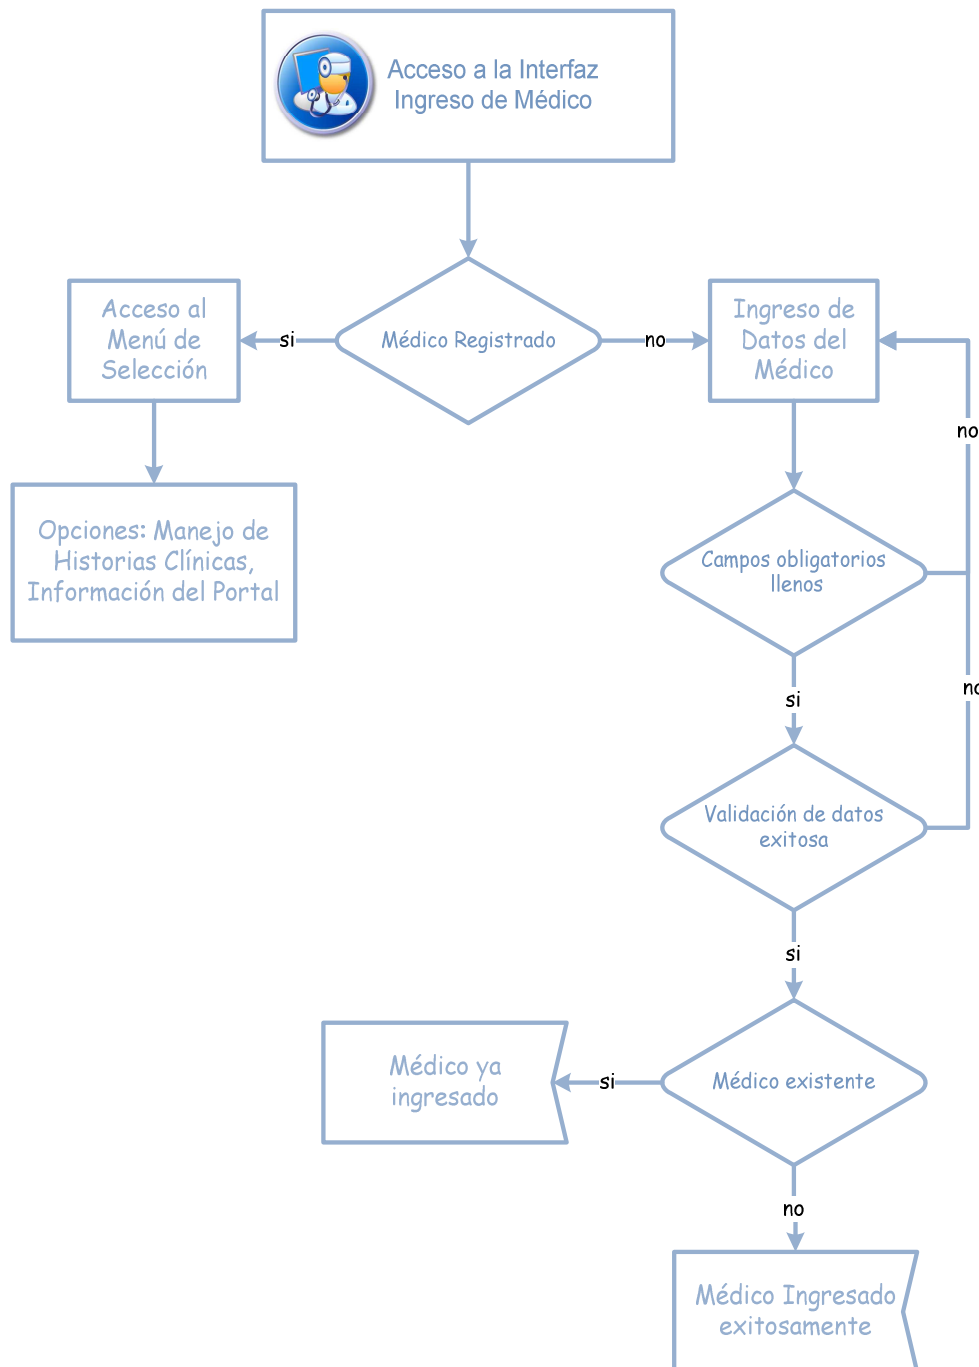 Acceso a la Interfaz
Ingreso de Médico
Médico Registrado
si
no
Acceso al
Menú de
Selección
Ingreso de
Datos del
Médico
no
Opciones: Manejo de
Historias Clínicas,
Información del Portal
Campos obligatorios
llenos
si
no
Validación de datos
exitosa
si
Médico existente
si
Médico ya
ingresado
no
Médico Ingresado
exitosamente